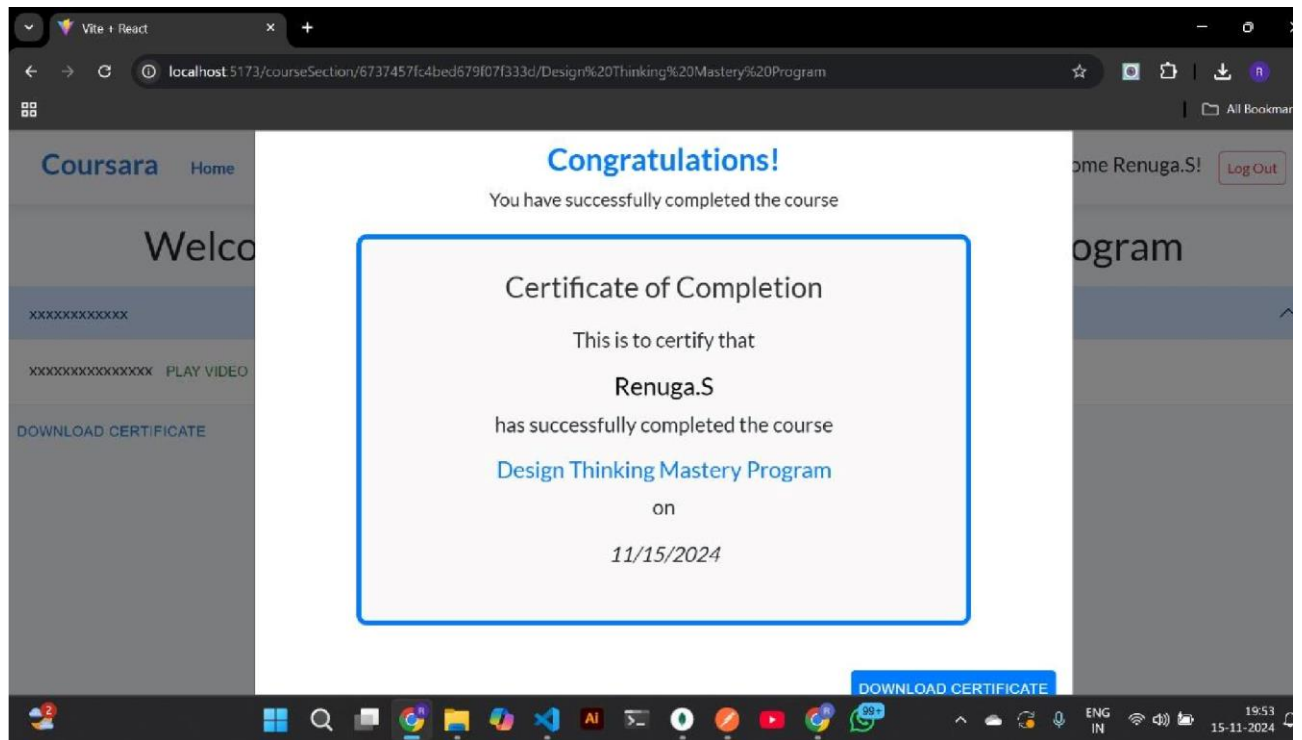 Vite + React
localhost:5173/courseSection/6737457fc4bed679f07f333d/Design%20Thinking%20Mastery%20Program
R
All Bookmar
Coursara Home
ome Renuga.S! Log Out
Congratulations!
You have successfully completed the course
Welco
ogram
Certificate of Completion
This is to certify that
Renuga.S
has successfully completed the course
Design Thinking Mastery Program
on
11/15/2024
xxxxxxxxxxxx
xxxxxxxxxxxxxxx PLAY VIDEO
DOWNLOAD CERTIFICATE
DOWNLOAD CERTIFICATE
2
Ai
99+
ENG
IN
19:53
15-11-2024